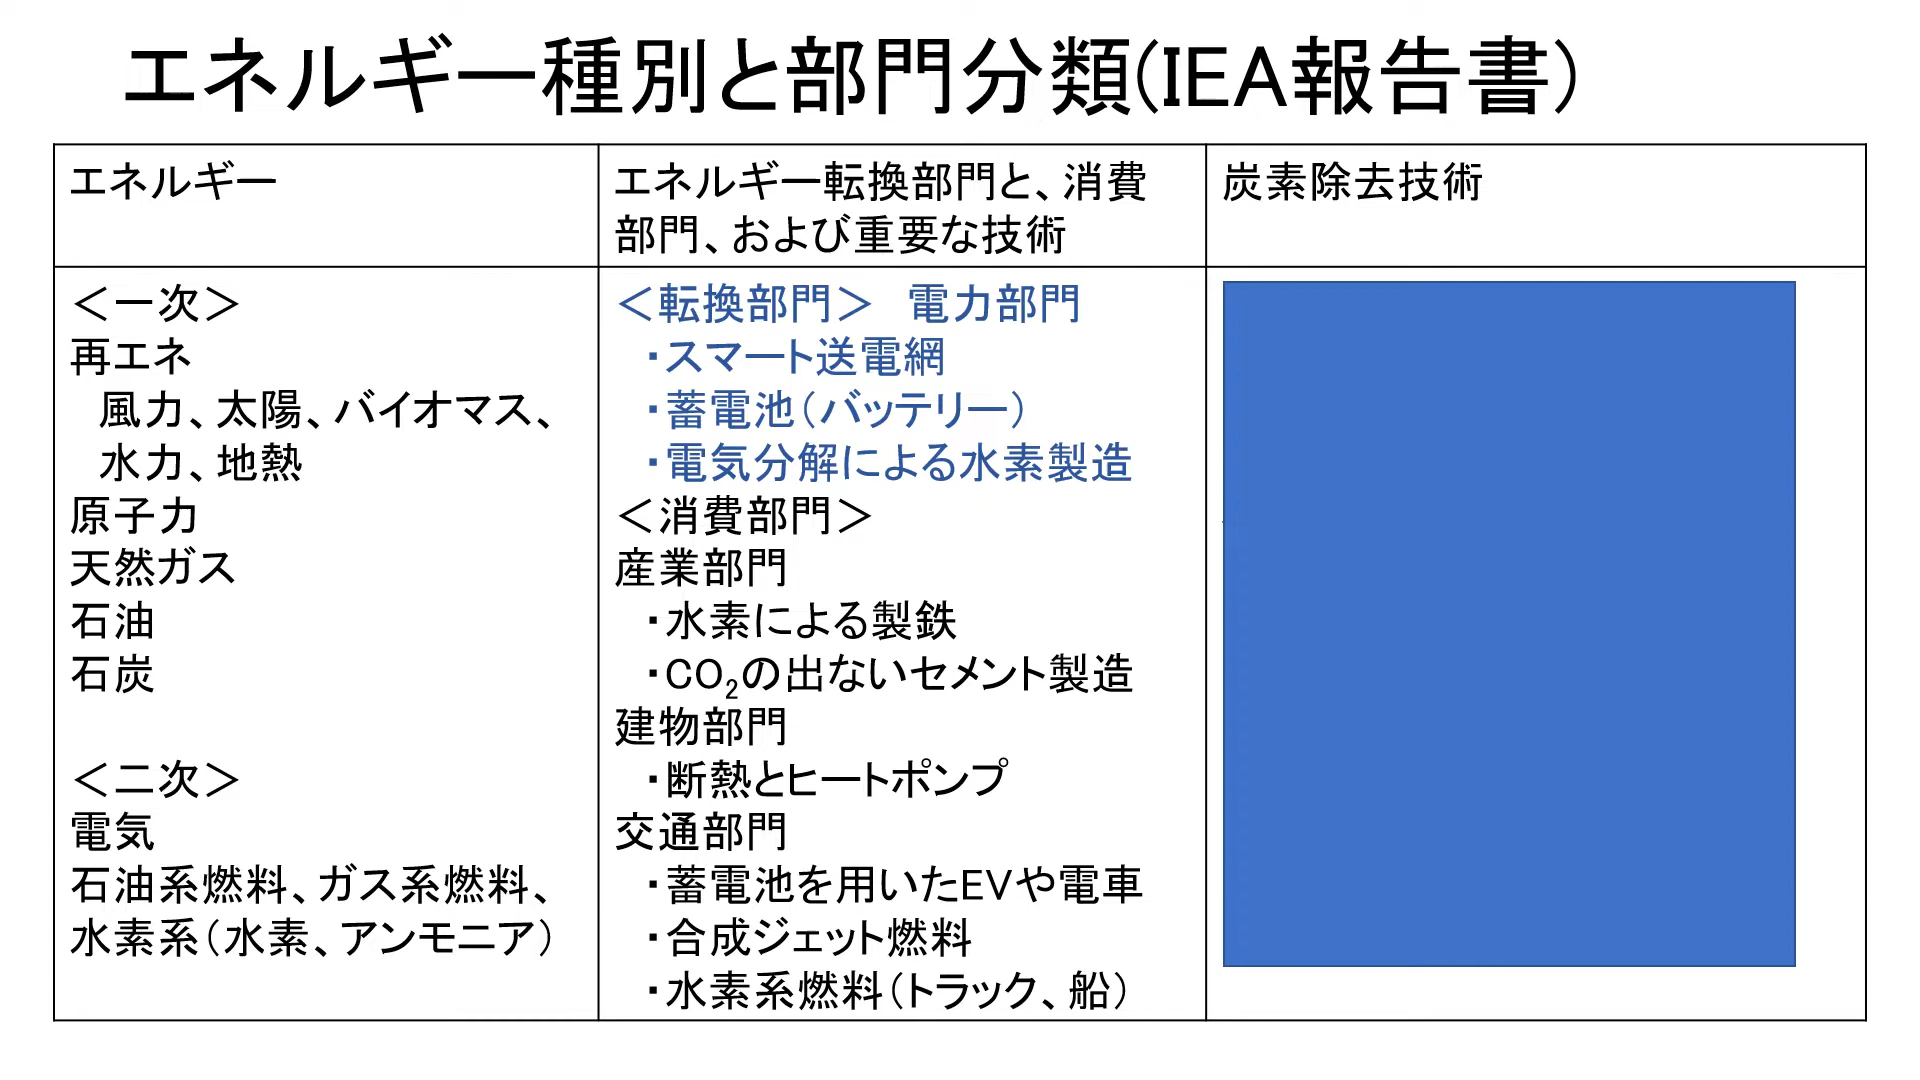 エネルギー種別と部門分類(IEA報告書)
エネルギー
エネルギー転換部門と、消費
部門、および重要な技術
炭素除去技術
＜一次＞
再エネ
風力、太陽、バイオマス、
水力、地熱
原子力
天然ガス
石油
石炭
＜二次＞
電気
石油系燃料、ガス系燃料、
水素系（水素、アンモニア）
＜転換部門＞　電力部門
・スマート送電網
・蓄電池（バッテリー）
・電気分解による水素製造
＜消費部門＞
産業部門
・水素による製鉄
・CO₂の出ないセメント製造
建物部門
・断熱とヒートポンプ
交通部門
・蓄電池を用いたEVや電車
・合成ジェット燃料
・水素系燃料（トラック、船）